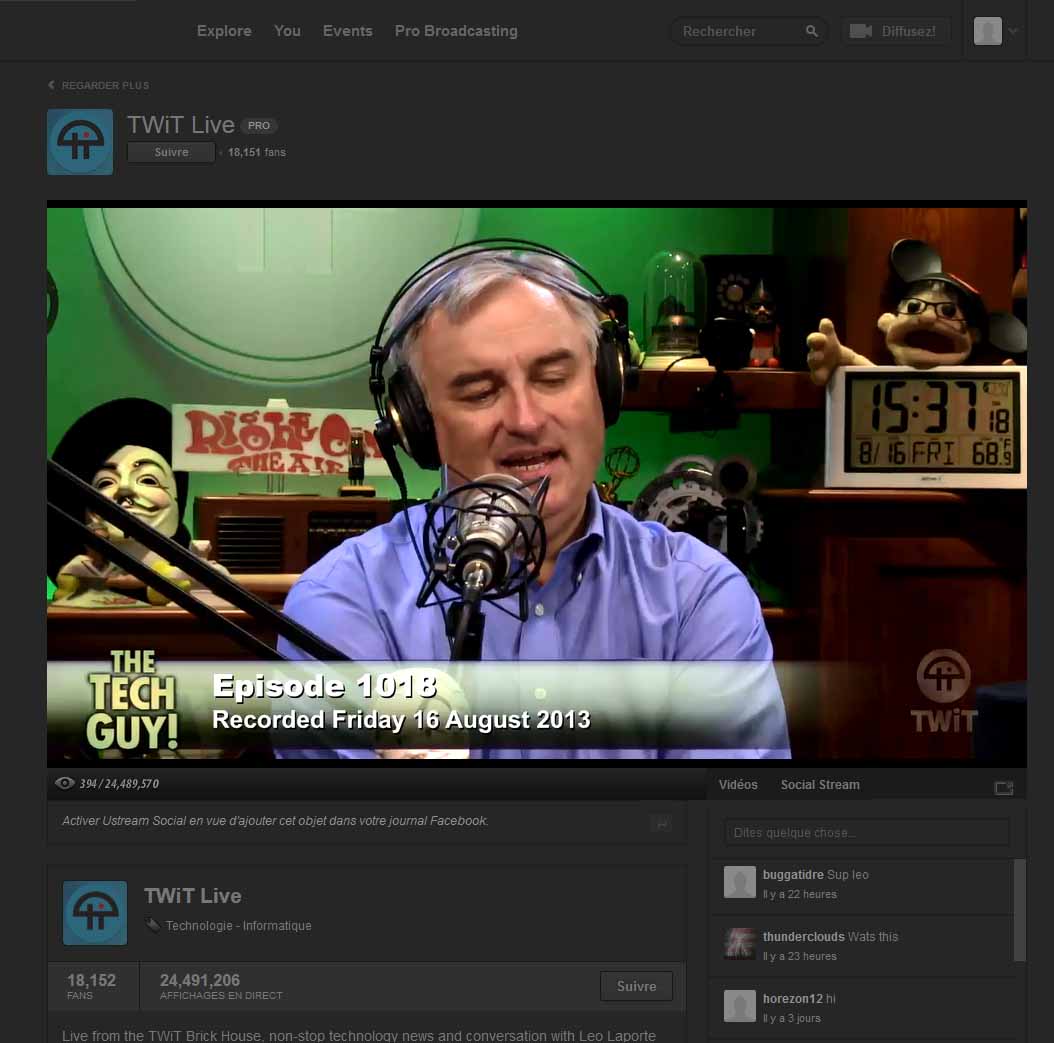 Explore You Events Pro Broadcasting Rechercher Diffusez!
REGARDER PLUS
TWiT Live PRO
Suivre 18,151 fans
RIGHT ON
THE AIR
15:37 18
8/16 FRI 68.9 °F
THE
TECH
GUY!
Episode 1018
Recorded Friday 16 August 2013
TWiT
394 / 24,489,570
Vidéos Social Stream
Activer Ustream Social en vue d'ajouter cet objet dans votre journal Facebook.
Dites quelque chose...
TWiT Live
Technologie - Informatique
18,152
FANS
24,491,206
AFFICHAGES EN DIRECT
Suivre
Live from the TWiT Brick House, non-stop technology news and conversation with Leo Laporte
buggatidre Sup leo
Il y a 22 heures
thunderclouds Wats this
Il y a 23 heures
horezon12 hi
Il y a 3 jours